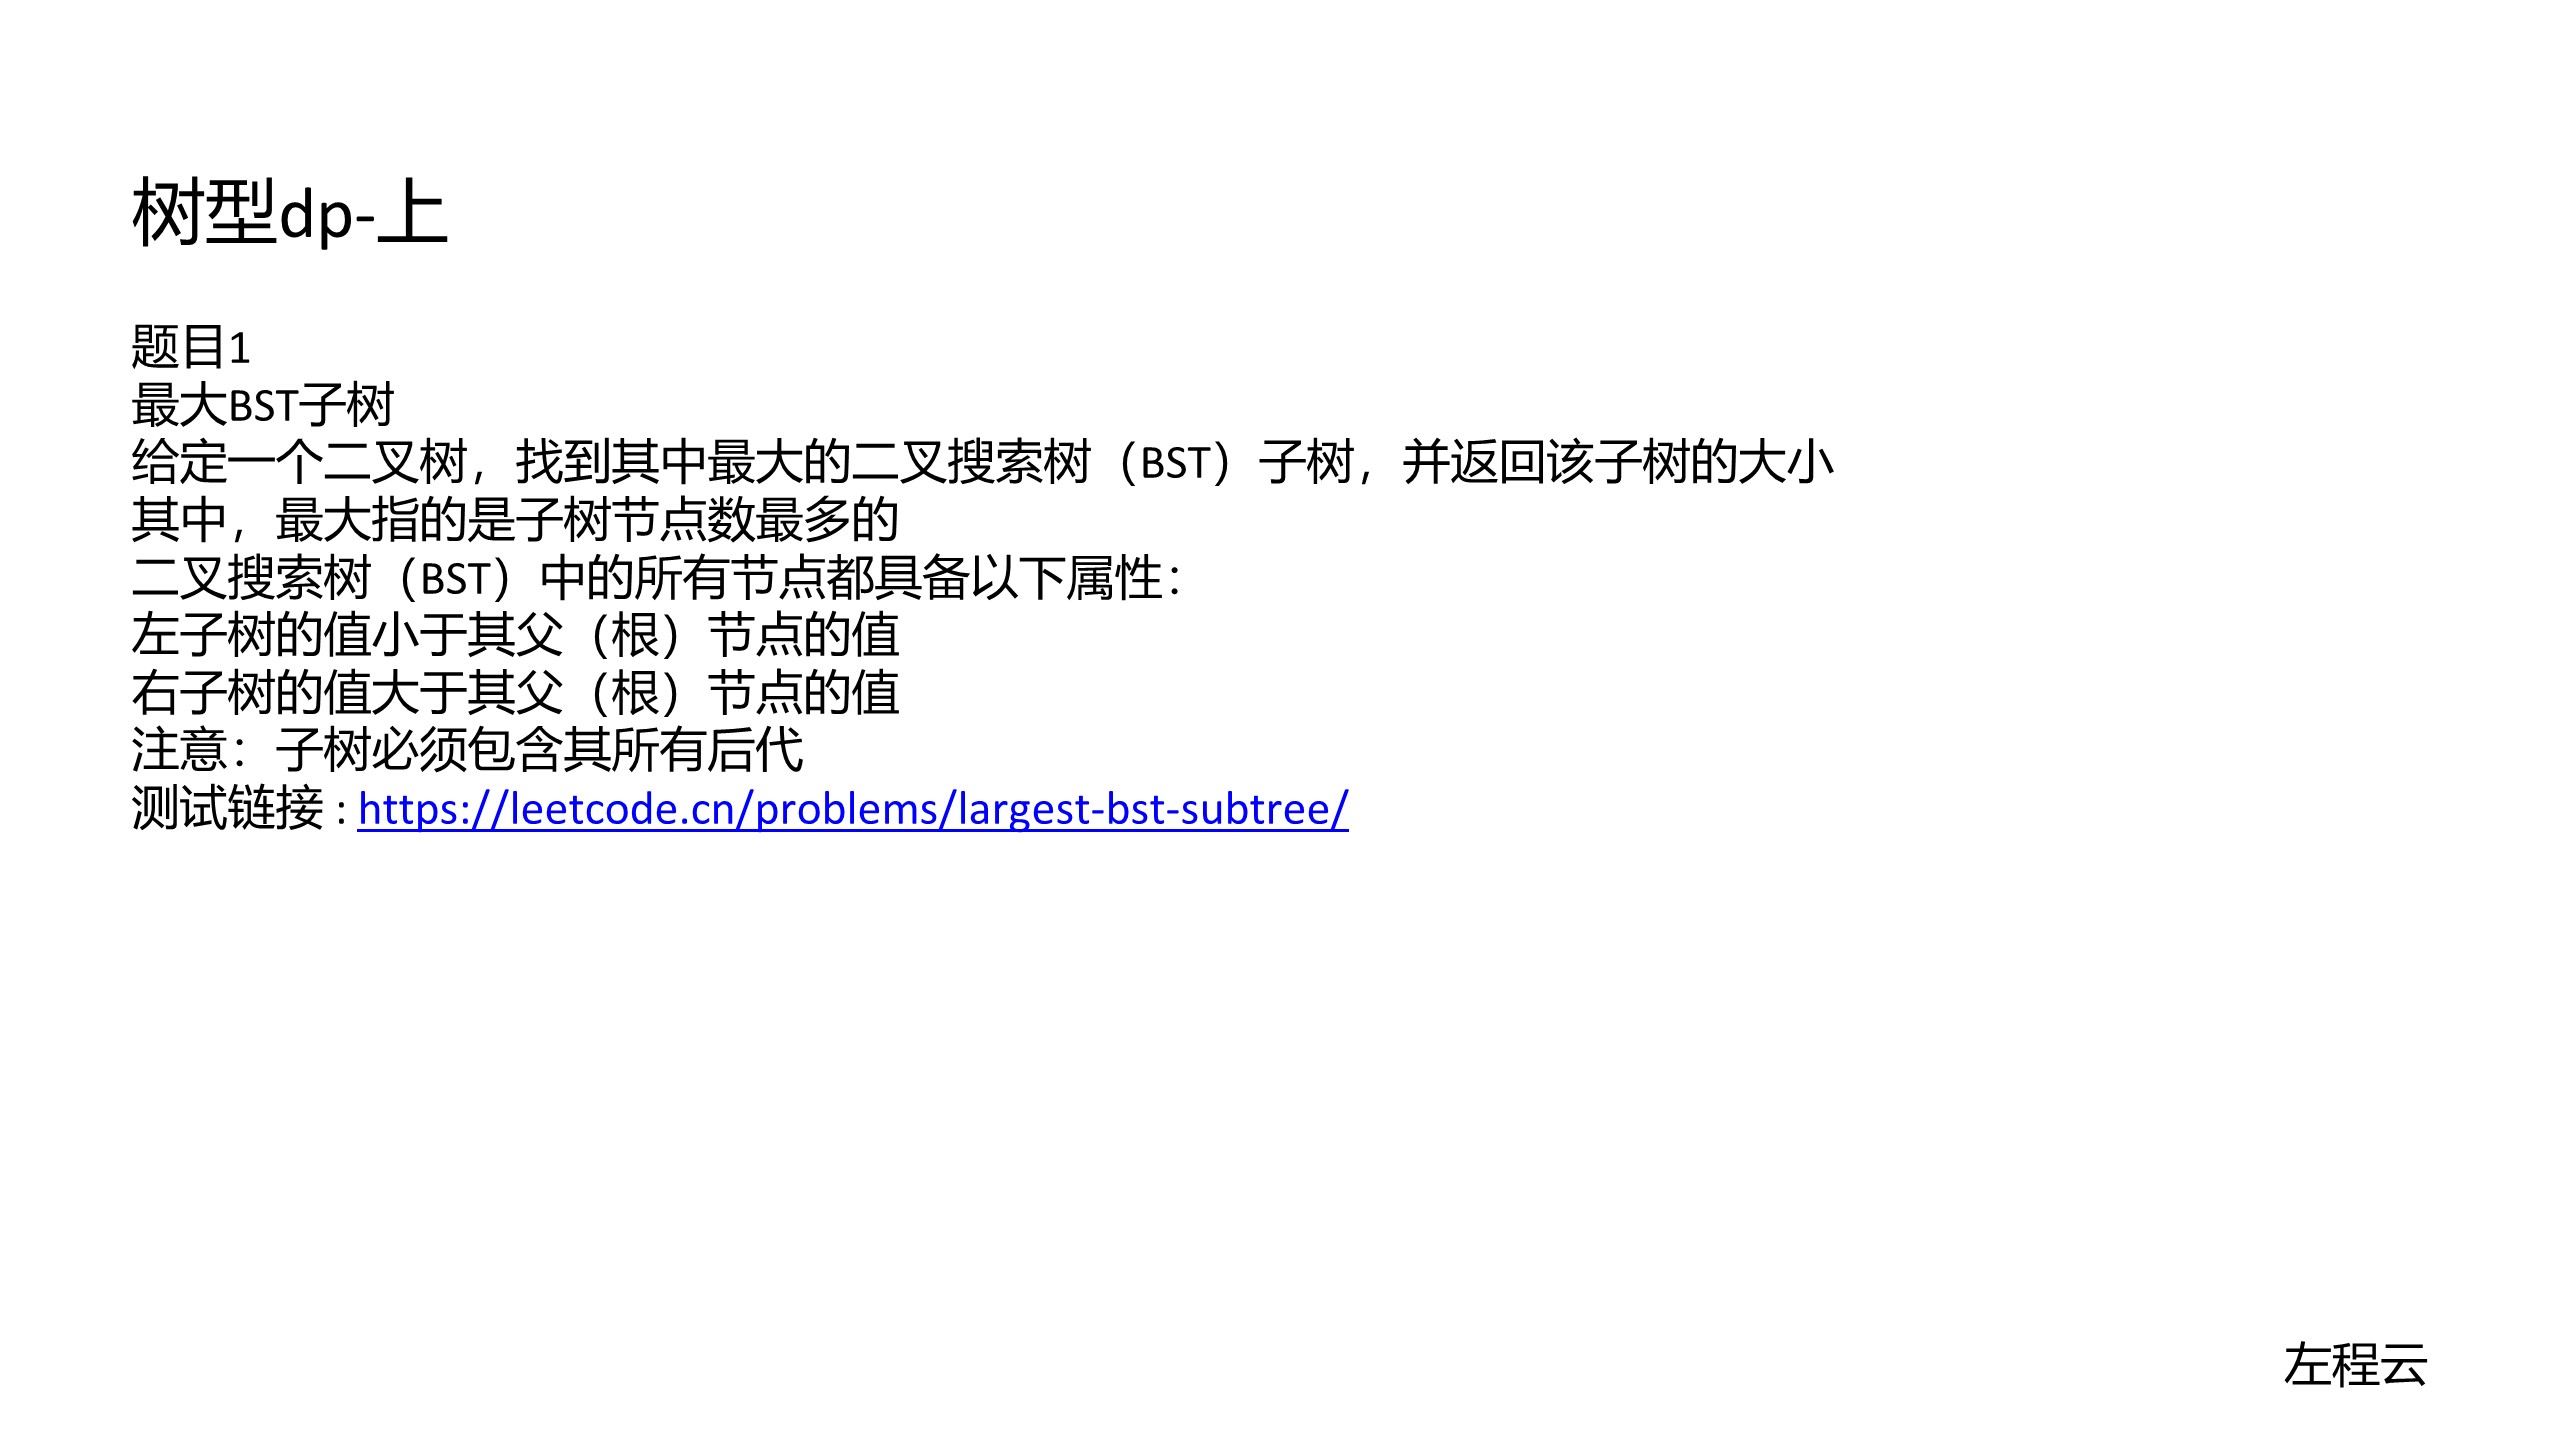 树型dp-上
题目1
最大BST子树
给定一个二叉树，找到其中最大的二叉搜索树（BST）子树，并返回该子树的大小
其中，最大指的是子树节点数最多的
二叉搜索树（BST）中的所有节点都具备以下属性：
左子树的值小于其父（根）节点的值
右子树的值大于其父（根）节点的值
注意：子树必须包含其所有后代
测试链接 : https://leetcode.cn/problems/largest-bst-subtree/
左程云